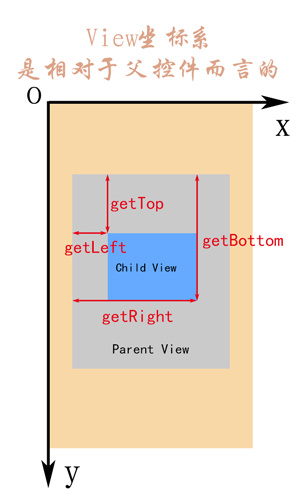 View坐标系
是相对于父控件而言的
O
X
getTop
getLeft
getBottom
Child View
getRight
Parent View
y